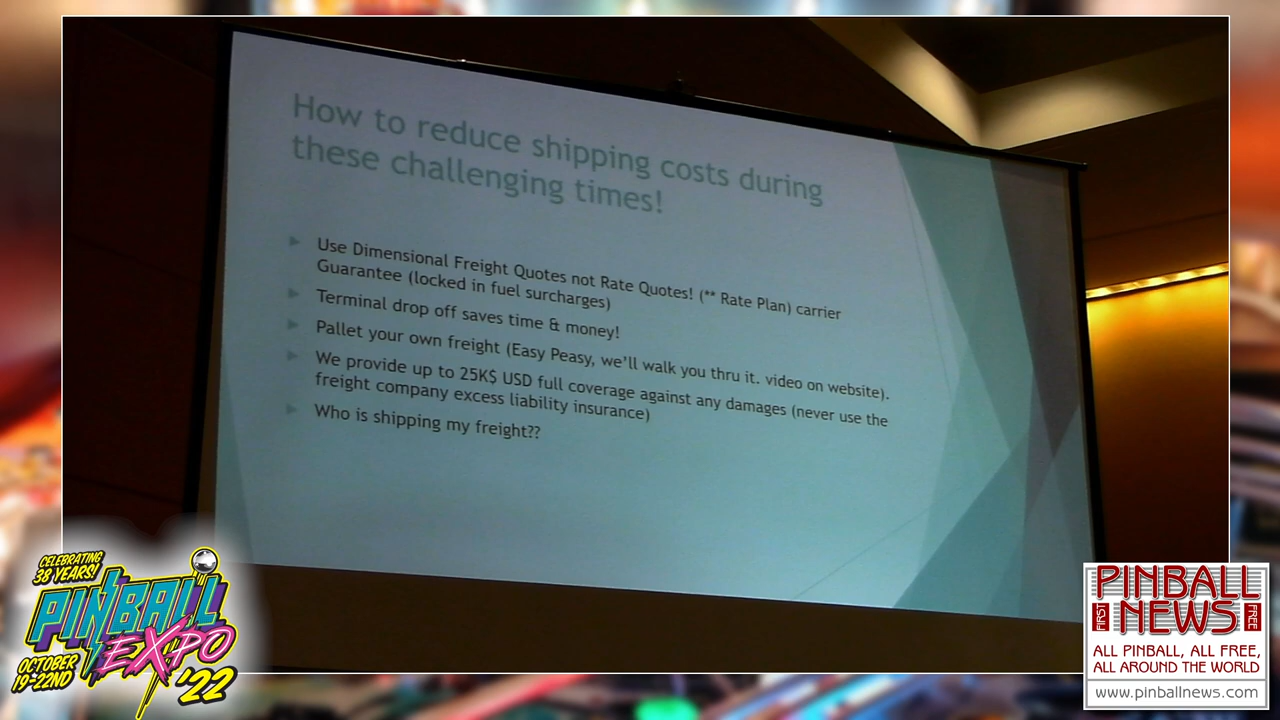 How to reduce shipping costs during
these challenging times!
Use Dimensional Freight Quotes not Rate Quotes! (** Rate Plan) carrier
Guarantee (locked in fuel surcharges)
Terminal drop off saves time & money!
Pallet your own freight (Easy Peasy, we'll walk you thru it. video on website).
We provide up to 25K$ USD full coverage against any damages (never use the
freight company excess liability insurance)
Who is shipping my freight??
CELEBRATING
38 YEARS!
PINBALL
EXPO
OCTOBER
19-22ND
'22
PINBALL
FIRST NEWS FREE
ALL PINBALL, ALL FREE,
ALL AROUND THE WORLD
www.pinballnews.com